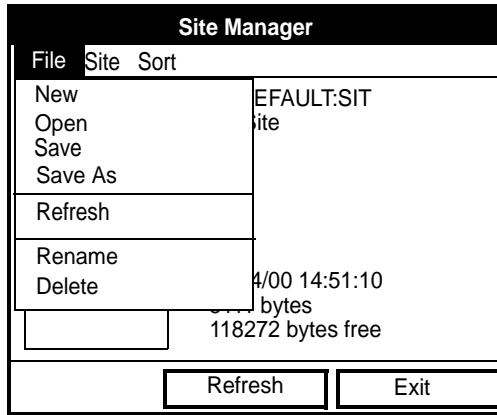 Site Manager
File Site Sort
New
EFAULT:SIT
Open
Save
Save As
Refresh
Rename
Delete
4/00 14:51:10
bytes
118272 bytes free
Refresh
Exit